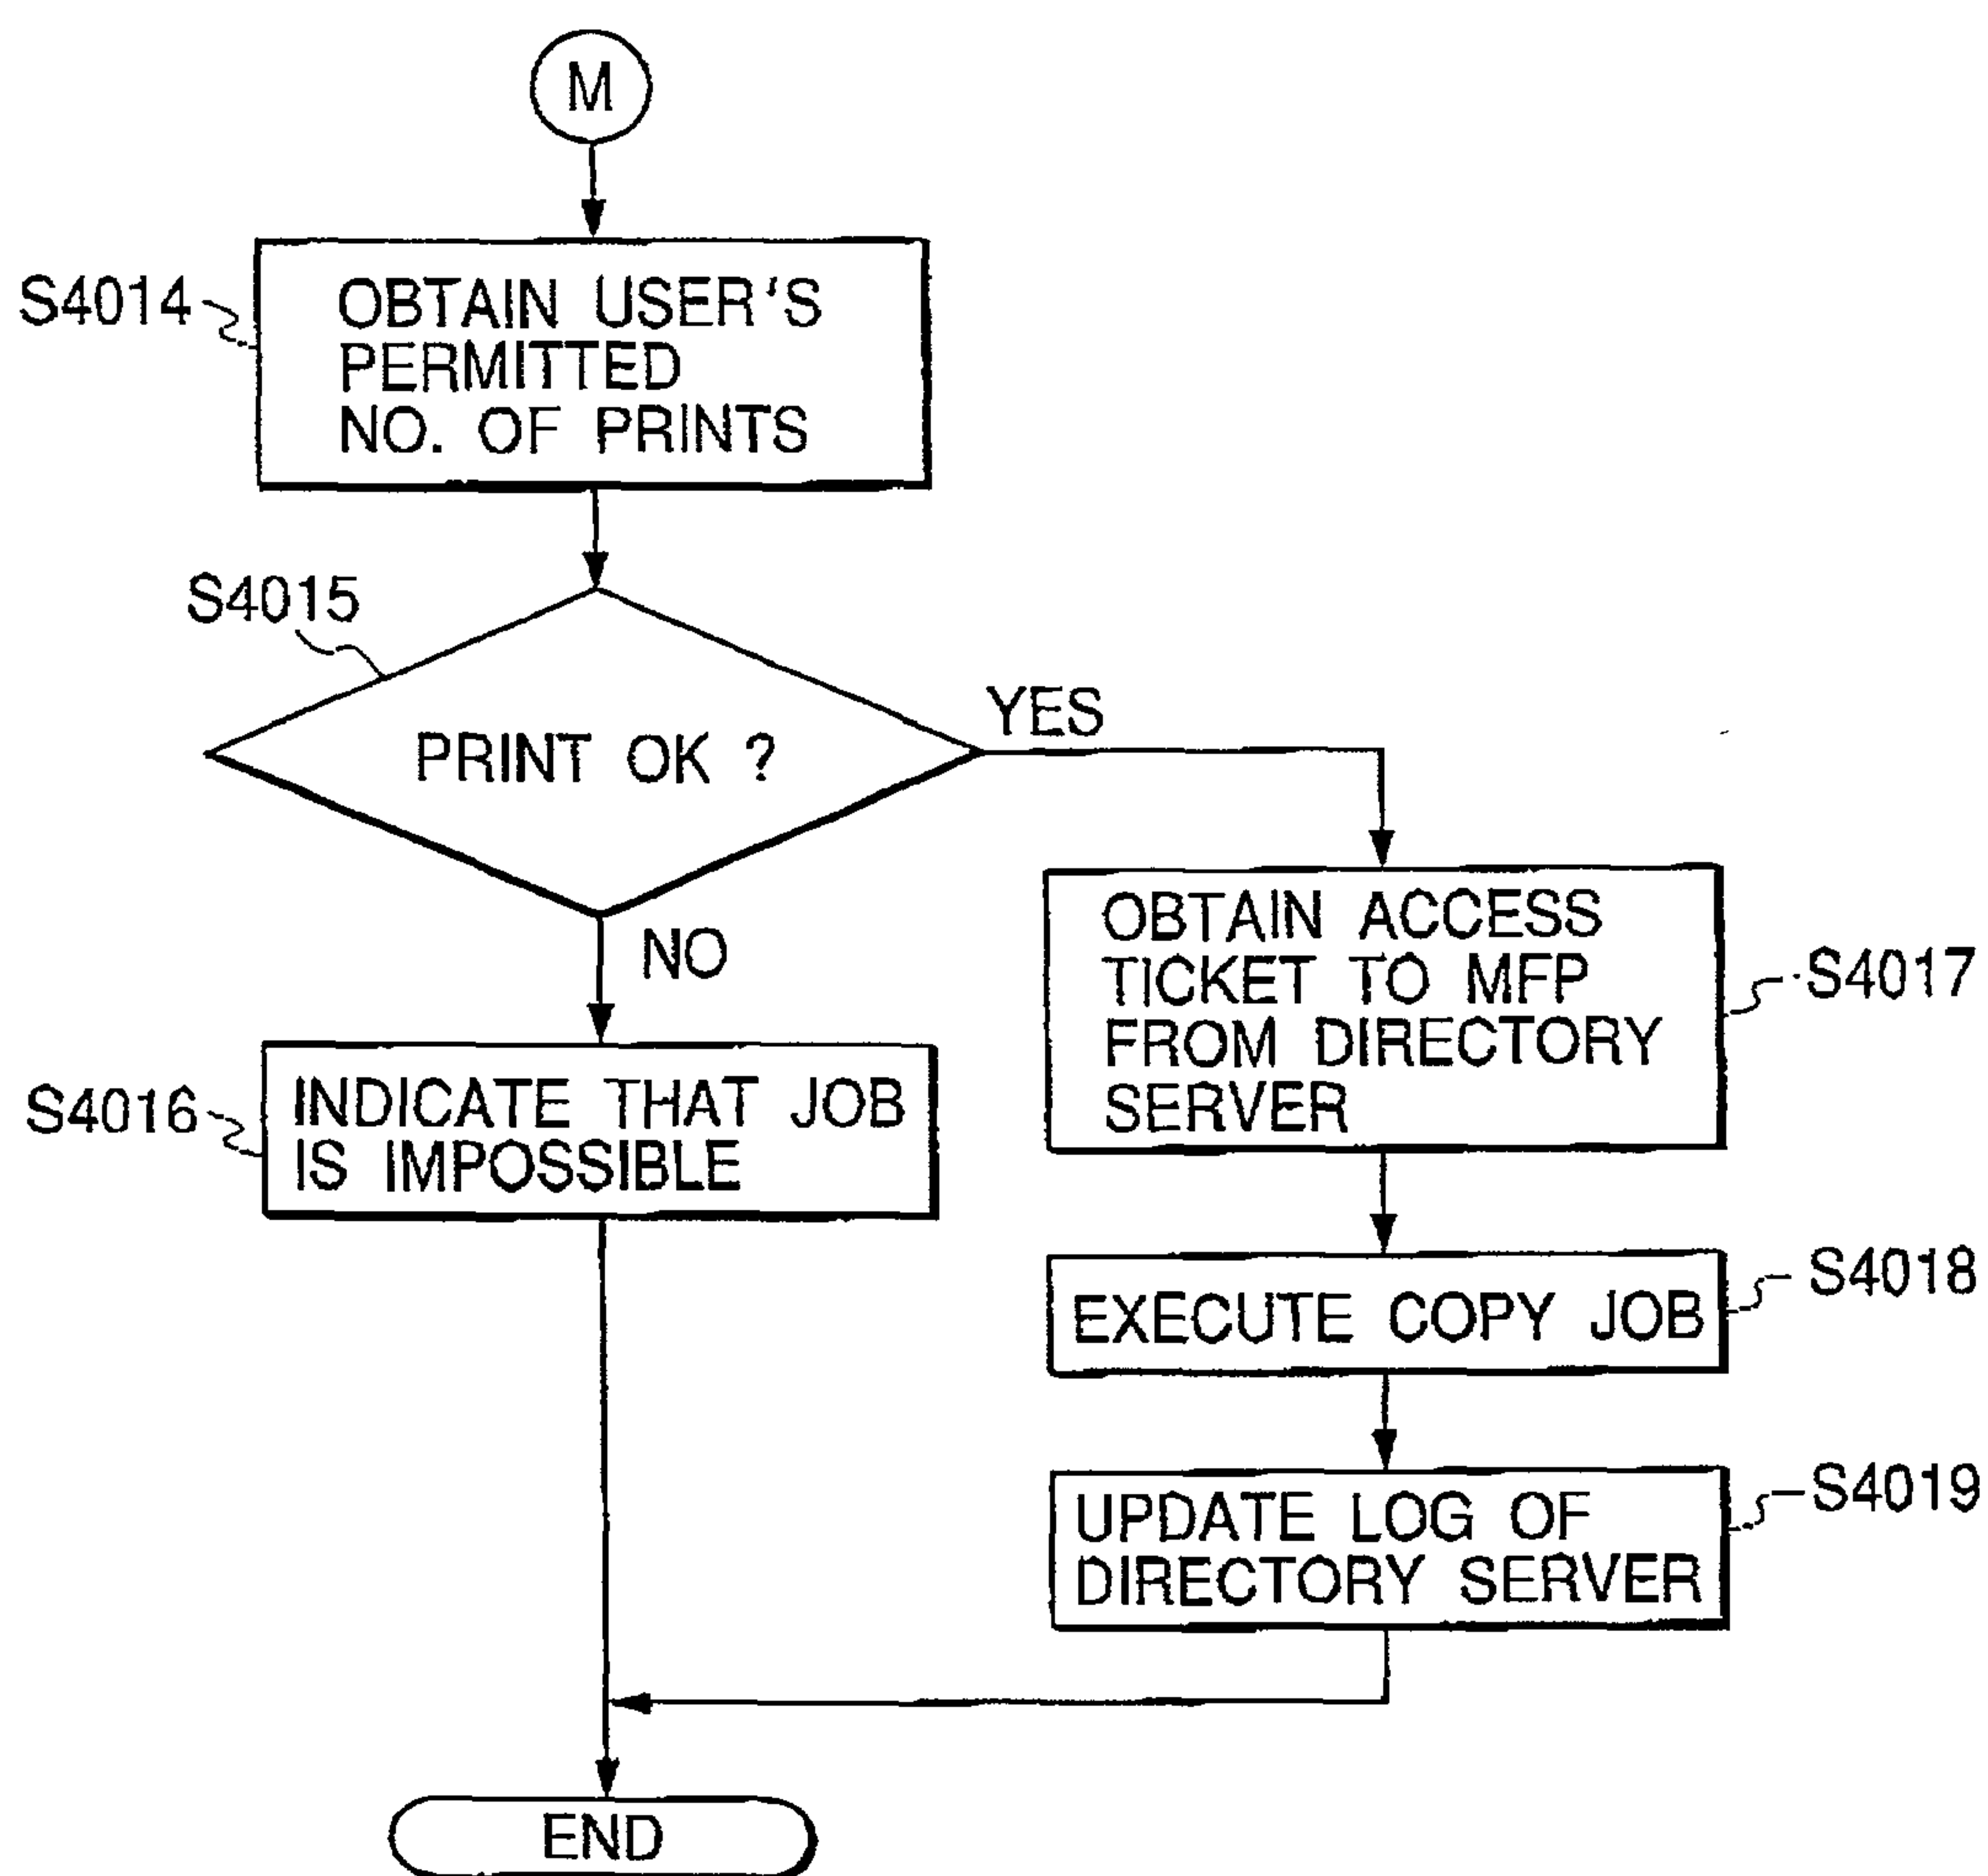 M
S4014
OBTAIN USER'S
PERMITTED
NO. OF PRINTS
S4015
PRINT OK ?
YES
NO
S4016
INDICATE THAT JOB
IS IMPOSSIBLE
OBTAIN ACCESS
TICKET TO MFP
FROM DIRECTORY
SERVER
S4017
EXECUTE COPY JOB
S4018
UPDATE LOG OF
DIRECTORY SERVER
S4019
END